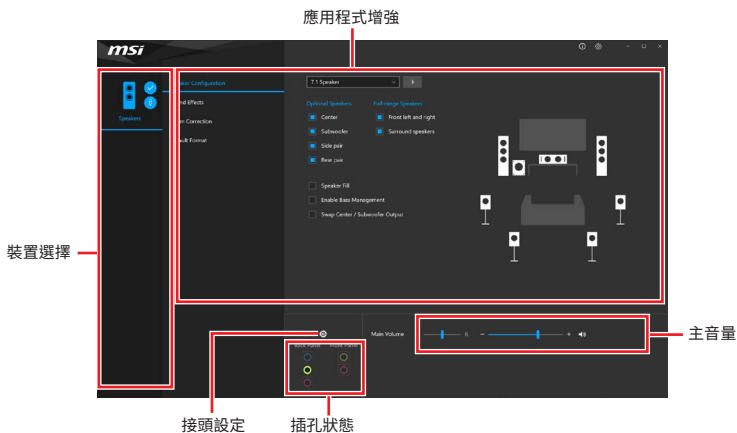 應用程式增強
msi
Speaker Configuration
7.1 Speaker
Optional Speakers Full-range Speakers
Speakers
Effects
Center Front left and right
Correction
Subwoofer Surround speakers
Format
Side pair
Rear pair
Speaker Fill
Enable Bass Management
Swap Center / Subwoofer Output
裝置選擇
Main Volume
主音量
接頭設定
插孔狀態